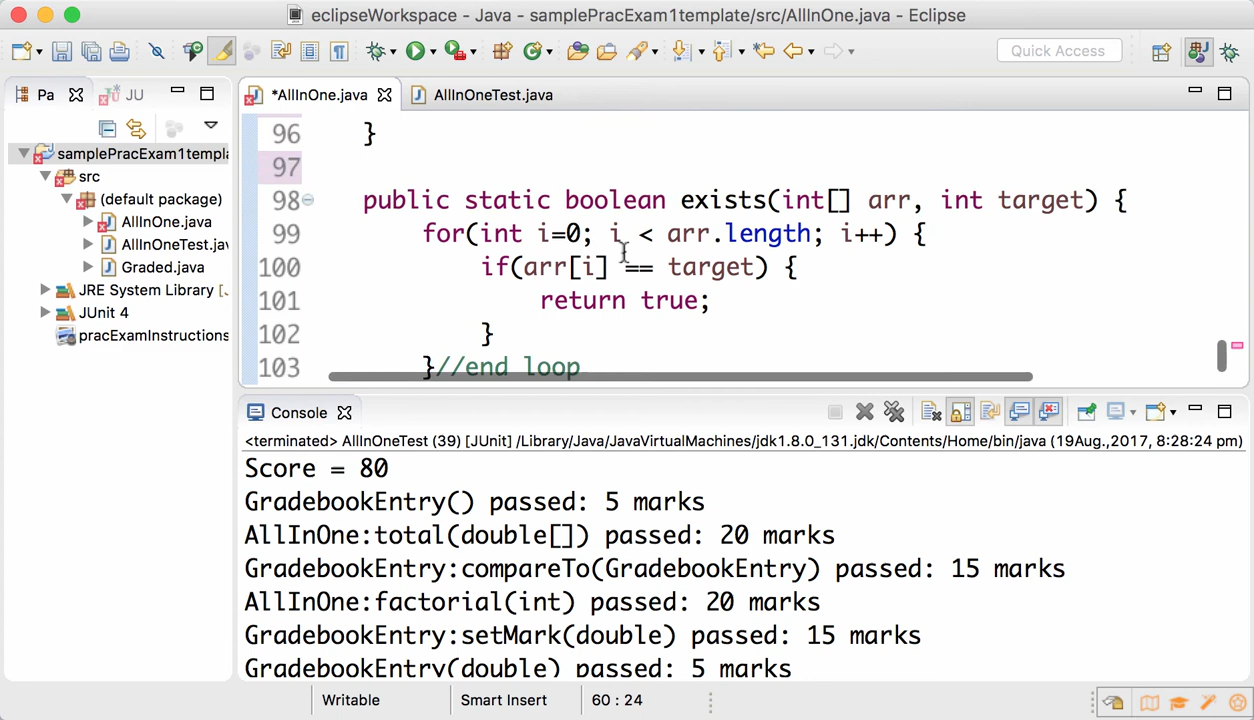 eclipseWorkspace - Java - samplePracExam1template/src/AllInOne.java - Eclipse
Quick Access
Pa
JU
*AllInOne.java
AllInOneTest.java
samplePracExam1templa
src
(default package)
AllInOne.java
AllInOneTest.jav
Graded.java
JRE System Library [
JUnit 4
pracExamInstructions
96 }
97
98 public static boolean exists(int[] arr, int target) {
99 for(int i=0; i < arr.length; i++) {
100 if(arr[i] == target) {
101 return true;
102 }
103 }//end loop
Console
<terminated> AllInOneTest (39) [JUnit] /Library/Java/JavaVirtualMachines/jdk1.8.0_131.jdk/Contents/Home/bin/java (19Aug.,2017, 8:28:24 pm)
Score = 80
GradebookEntry() passed: 5 marks
AllInOne:total(double[]) passed: 20 marks
GradebookEntry:compareTo(GradebookEntry) passed: 15 marks
AllInOne:factorial(int) passed: 20 marks
GradebookEntry:setMark(double) passed: 15 marks
GradebookEntry(double) passed: 5 marks
Writable
Smart Insert
60 : 24